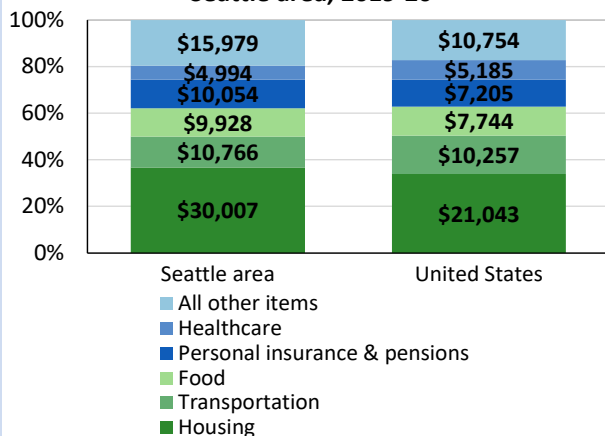 100%
80%
60%
40%
20%
0%
$15,979
$4,994
$10,054
$9,928
$10,766
$30,007
$10,754
$5,185
$7,205
$7,744
$10,257
$21,043
Seattle area
United States
All other items
Healthcare
Personal insurance & pensions
Food
Transportation
Housing